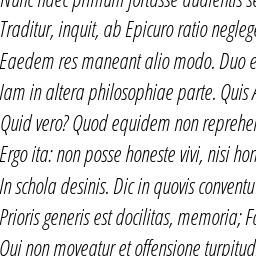 Nunc haec primum fortasse audientis se
Traditur, inquit, ab Epicuro ratio neglege
Eaedem res maneant alio modo. Duo e
Iam in altera philosophiae parte. Quis A
Quid vero? Quod equidem non reprehe
Ergo ita: non posse honeste vivi, nisi hon
In schola desinis. Dic in quovis conventu
Prioris generis est docilitas, memoria; Fa
Qui non moveatur et offensione turpitud